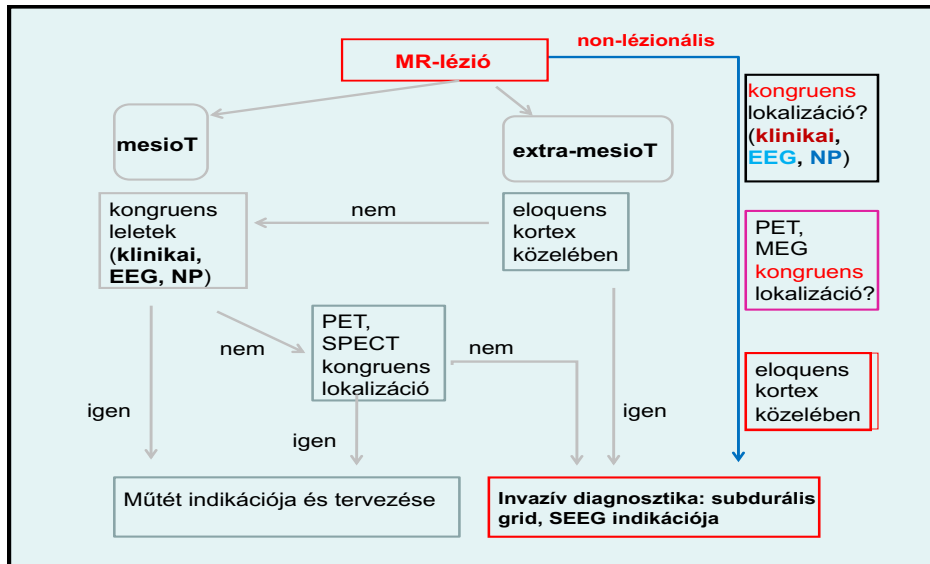 non-lézionális
MR-lézió
kongruens
lokalizáció?
(klinikai,
EEG, NP)
mesioT
extra-mesioT
kongruens
leletek
(klinikai,
EEG, NP)
nem
eloquens
kortex
közelében
PET,
MEG
kongruens
lokalizáció?
nem
PET,
SPECT
kongruens
lokalizáció
nem
eloquens
kortex
közelében
igen
igen
igen
Műtét indikációja és tervezése
Invazív diagnosztika: subdurális
grid, SEEG indikációja